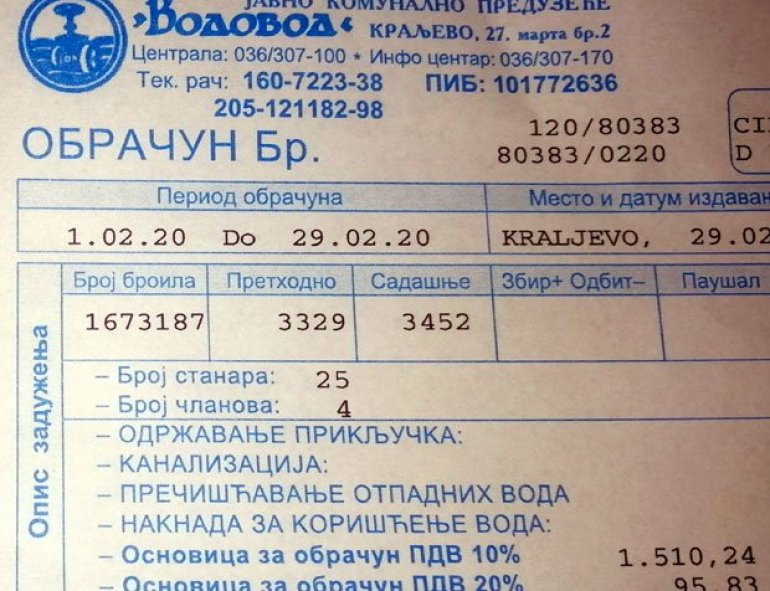 ЈАВНО КОМУНАЛНО ПРЕДУЗЕЋЕ
»Водовод« КРАЉЕВО, 27. марта бр.2
Централа: 036/307-100 * Инфо центар: 036/307-170
Тек. рач: 160-7223-38 ПИБ: 101772636
205-121182-98
ОБРАЧУН Бр. 120/80383
80383/0220
D
Период обрачуна Место и датум издавањ
1.02.20 Do 29.02.20 KRALJEVO, 29.02
Број броила Претходно Садашње Збир+ Одбит– Паушал
1673187 3329 3452
Опис задужења
– Број станара: 25
– Број чланова: 4
– ОДРЖАВАЊЕ ПРИКЉУЧКА:
– КАНАЛИЗАЦИЈА:
– ПРЕЧИШЋАВАЊЕ ОТПАДНИХ ВОДА
– НАКНАДА ЗА КОРИШЋЕЊЕ ВОДА:
– Основица за обрачун ПДВ 10% 1.510,24
– Основица за обрачун ПДВ 20% 95,83